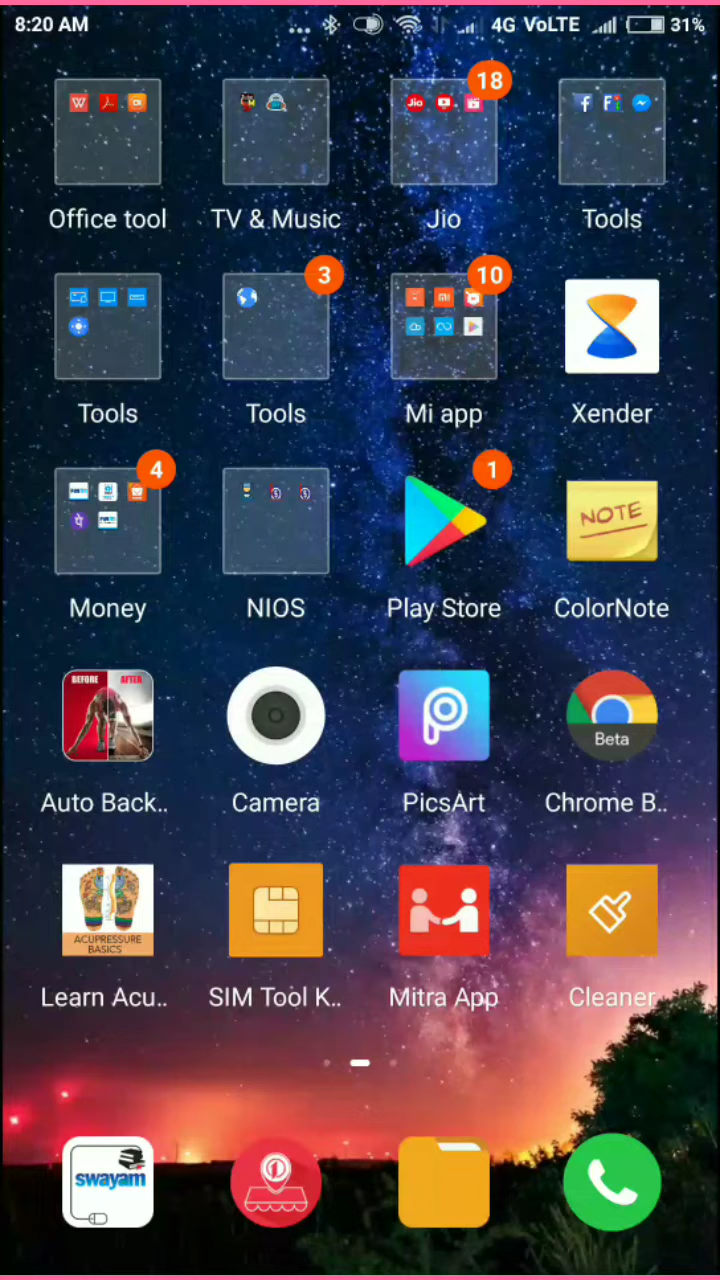 8:20 AM
... 4G VoLTE 31%
18
Jio
Office tool TV & Music Jio Tools
3 10
Tools Tools Mi app Xender
4 1
NOTE
Money NIOS Play Store ColorNote
BEFORE AFTER
Beta
Auto Back.. Camera PicsArt Chrome B..
ACUPRESSURE
BASICS
Learn Acu.. SIM Tool K.. Mitra App Cleaner
swayam